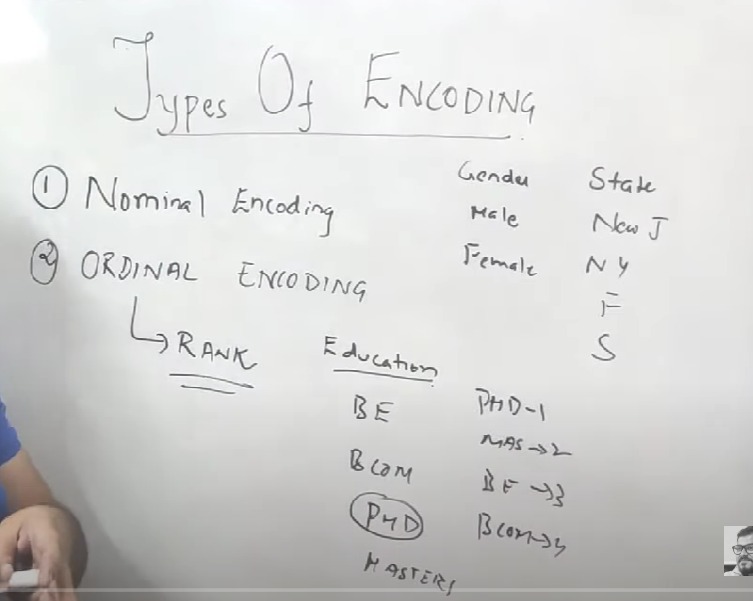 Types Of ENCODING
① Nominal Encoding
② ORDINAL ENCODING
↳ RANK
Gender State
Male New J
Female NY
F
S
Education
BE
BCOM
PHD
MASTERS
PHD-1
MAS→2
BE→3
BCOM→4